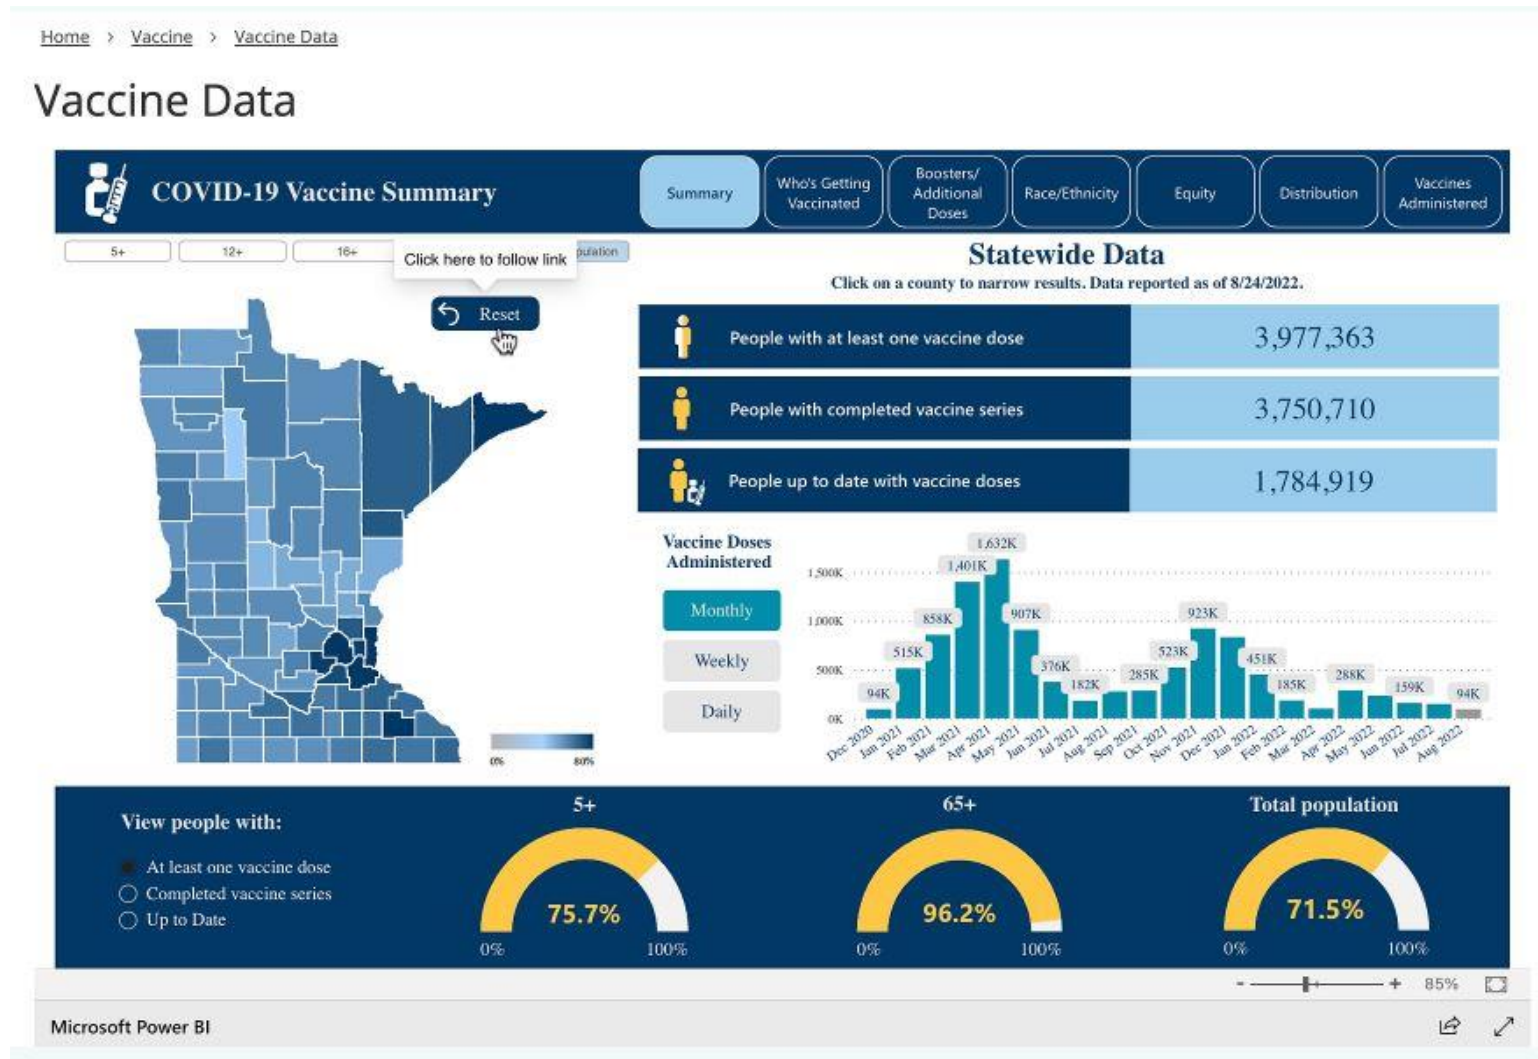 Home > Vaccine > Vaccine Data
Vaccine Data
COVID-19 Vaccine Summary
Summary
Who's Getting
Vaccinated
Boosters/
Additional
Doses
Race/Ethnicity
Equity
Distribution
Vaccines
Administered
5+
12+
16+
Click here to follow link
Reset
Statewide Data
Click on a county to narrow results. Data reported as of 8/24/2022.
People with at least one vaccine dose
3,977,363
People with completed vaccine series
3,750,710
People up to date with vaccine doses
1,784,919
0%
80%
Vaccine Doses
Administered
Monthly
Weekly
Daily
1,500K
1,000K
500K
0K
94K
515K
858K
1,401K
1,632K
907K
376K
182K
285K
523K
923K
451K
185K
288K
159K
94K
Dec 2020
Jan 2021
Feb 2021
Mar 2021
Apr 2021
May 2021
Jun 2021
Jul 2021
Aug 2021
Sep 2021
Oct 2021
Nov 2021
Dec 2021
Jan 2022
Feb 2022
Mar 2022
Apr 2022
May 2022
Jun 2022
Jul 2022
Aug 2022
View people with:
At least one vaccine dose
Completed vaccine series
Up to Date
5+
75.7%
0%
100%
65+
96.2%
0%
100%
Total population
71.5%
0%
100%
- + 85%
Microsoft Power BI